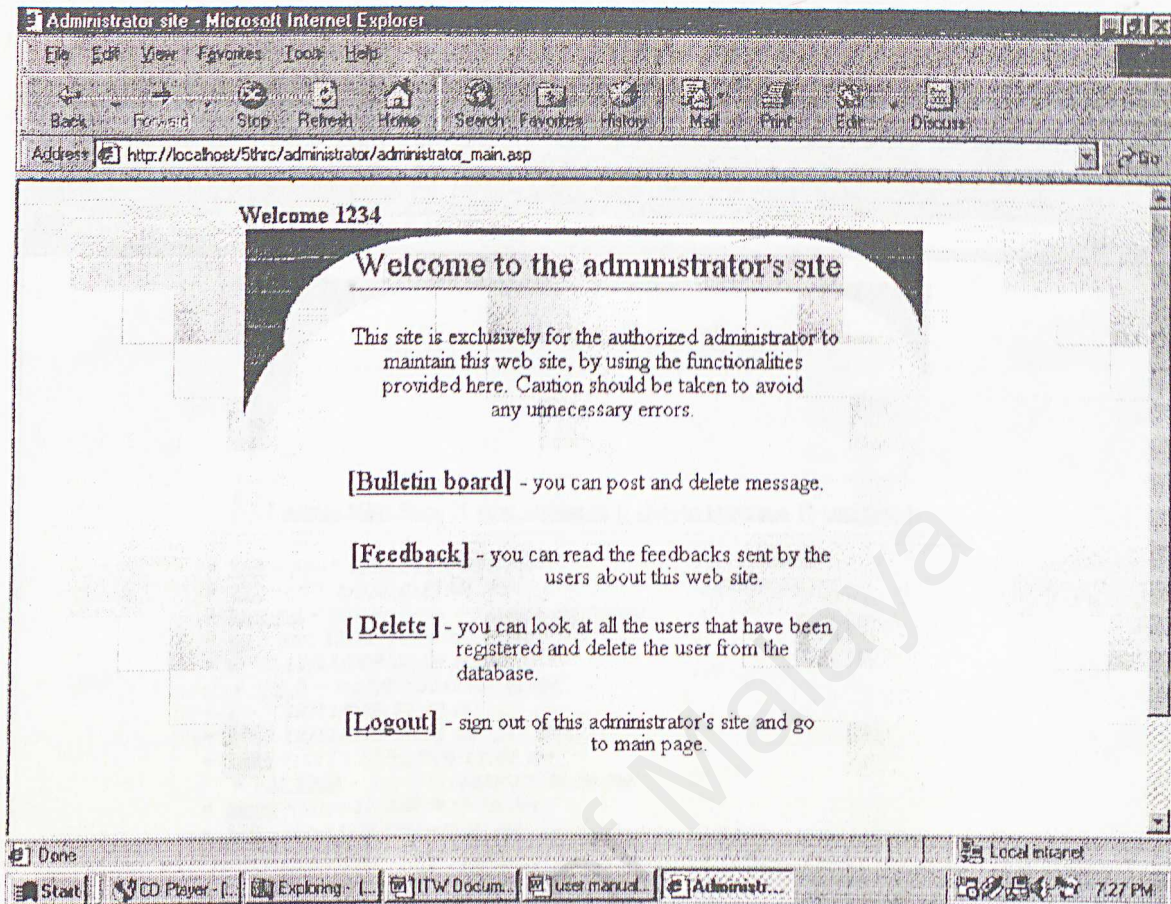 Administrator site - Microsoft Internet Explorer
File Edit View Favorites Tools Help
Back Forward Stop Refresh Home Search Favorites History Mail Print Edit Discuss
Address http://localhost/5thrc/administrator/administrator_main.asp Go
Welcome 1234
Welcome to the administrator's site
This site is exclusively for the authorized administrator to
maintain this web site, by using the functionalities
provided here. Caution should be taken to avoid
any unnecessary errors.
[Bulletin board] - you can post and delete message.
[Feedback] - you can read the feedbacks sent by the
users about this web site.
[ Delete ] - you can look at all the users that have been
registered and delete the user from the
database.
[Logout] - sign out of this administrator's site and go
to main page.
of Malaya
Done Local intranet
Start CD Player - [... Exploring - [... ITW Docum... user manual... Administr... 7:27 PM